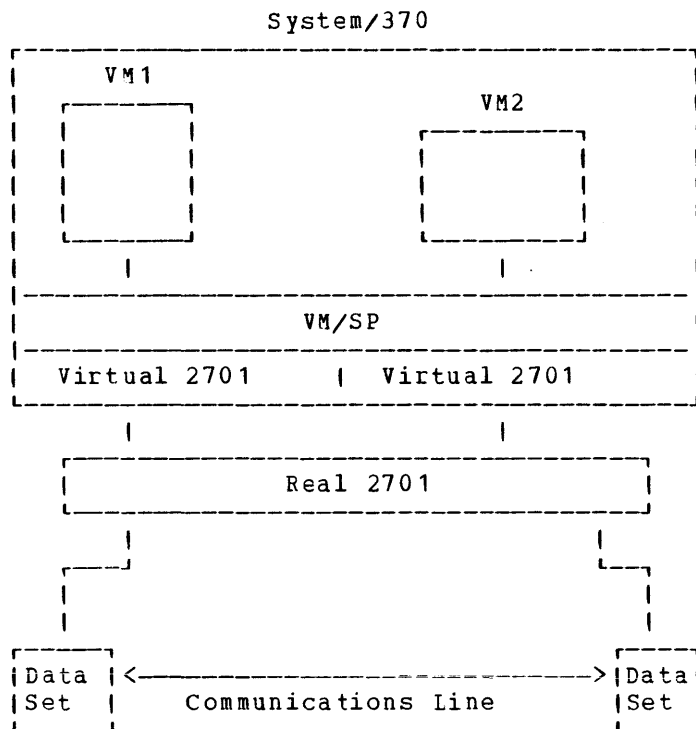 System/370
VM1
VM2
VM/SP
Virtual 2701 | Virtual 2701
Real 2701
Data Set
Communications Line
Data Set